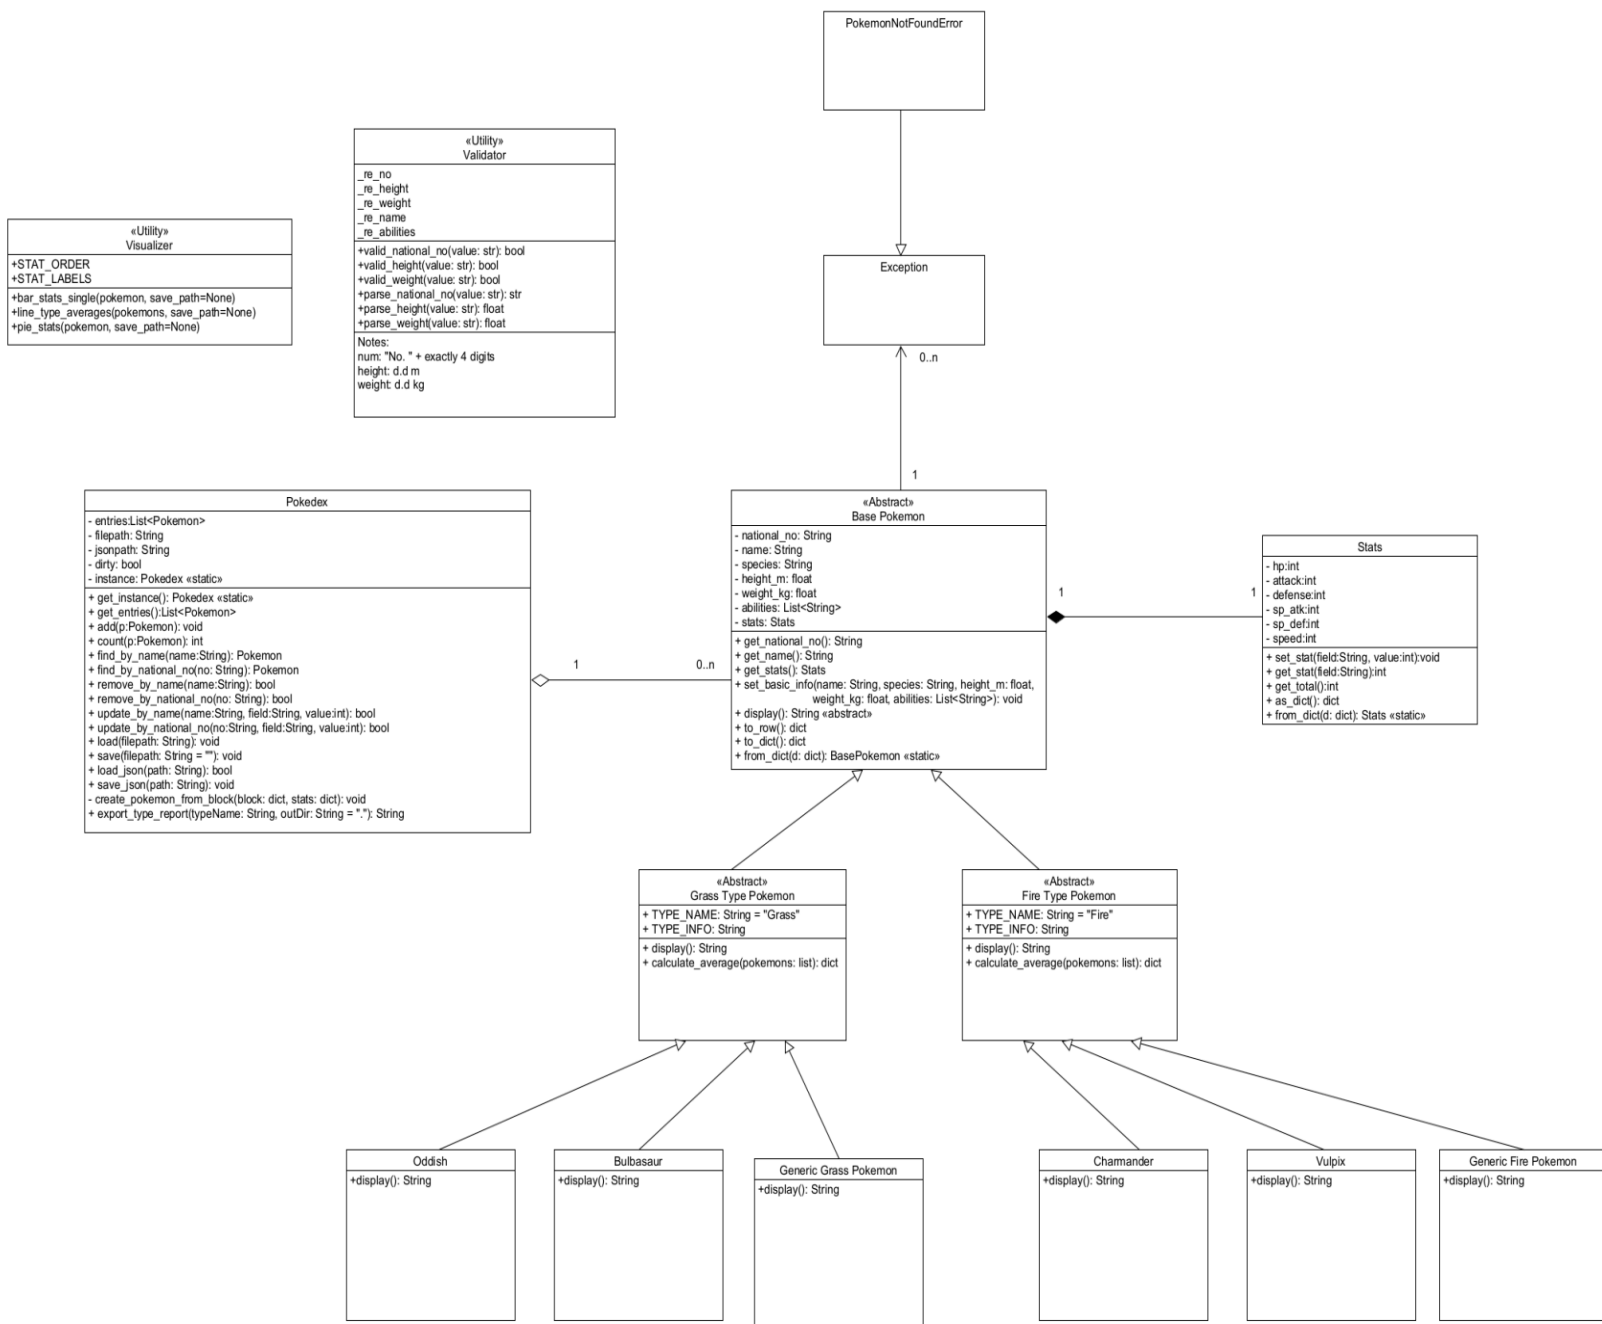 PokemonNotFoundError
«Utility»
Validator
_re_no
_re_height
_re_weight
_re_name
_re_abilities
+valid_national_no(value: str): bool
+valid_height(value: str): bool
+valid_weight(value: str): bool
+parse_national_no(value: str): str
+parse_height(value: str): float
+parse_weight(value: str): float
Notes:
num: "No. " + exactly 4 digits
height: d.d m
weight: d.d kg
«Utility»
Visualizer
+STAT_ORDER
+STAT_LABELS
+bar_stats_single(pokemon, save_path=None)
+line_type_averages(pokemons, save_path=None)
+pie_stats(pokemon, save_path=None)
Exception
0..n
1
Pokedex
- entries:List<Pokemon>
- filepath: String
- jsonpath: String
- dirty: bool
- instance: Pokedex «static»
+ get_instance(): Pokedex «static»
+ get_entries():List<Pokemon>
+ add(p:Pokemon): void
+ count(p:Pokemon): int
+ find_by_name(name:String): Pokemon
+ find_by_national_no(no: String): Pokemon
+ remove_by_name(name:String): bool
+ remove_by_national_no(no: String): bool
+ update_by_name(name:String, field:String, value:int): bool
+ update_by_national_no(no:String, field:String, value:int): bool
+ load(filepath: String): void
+ save(filepath: String = ""): void
+ load_json(path: String): bool
+ save_json(path: String): void
- create_pokemon_from_block(block: dict, stats: dict): void
+ export_type_report(typeName: String, outDir: String = "."): String
1
0..n
«Abstract»
Base Pokemon
- national_no: String
- name: String
- species: String
- height_m: float
- weight_kg: float
- abilities: List<String>
- stats: Stats
+ get_national_no(): String
+ get_name(): String
+ get_stats(): Stats
+ set_basic_info(name: String, species: String, height_m: float,
weight_kg: float, abilities: List<String>): void
+ display(): String «abstract»
+ to_row(): dict
+ to_dict(): dict
+ from_dict(d: dict): BasePokemon «static»
1
1
Stats
- hp:int
- attack:int
- defense:int
- sp_atk:int
- sp_def:int
- speed:int
+ set_stat(field:String, value:int):void
+ get_stat(field:String):int
+ get_total():int
+ as_dict(): dict
+ from_dict(d: dict): Stats «static»
«Abstract»
Grass Type Pokemon
+ TYPE_NAME: String = "Grass"
+ TYPE_INFO: String
+ display(): String
+ calculate_average(pokemons: list): dict
«Abstract»
Fire Type Pokemon
+ TYPE_NAME: String = "Fire"
+ TYPE_INFO: String
+ display(): String
+ calculate_average(pokemons: list): dict
Oddish
+display(): String
Bulbasaur
+display(): String
Generic Grass Pokemon
+display(): String
Charmander
+display(): String
Vulpix
+display(): String
Generic Fire Pokemon
+display(): String